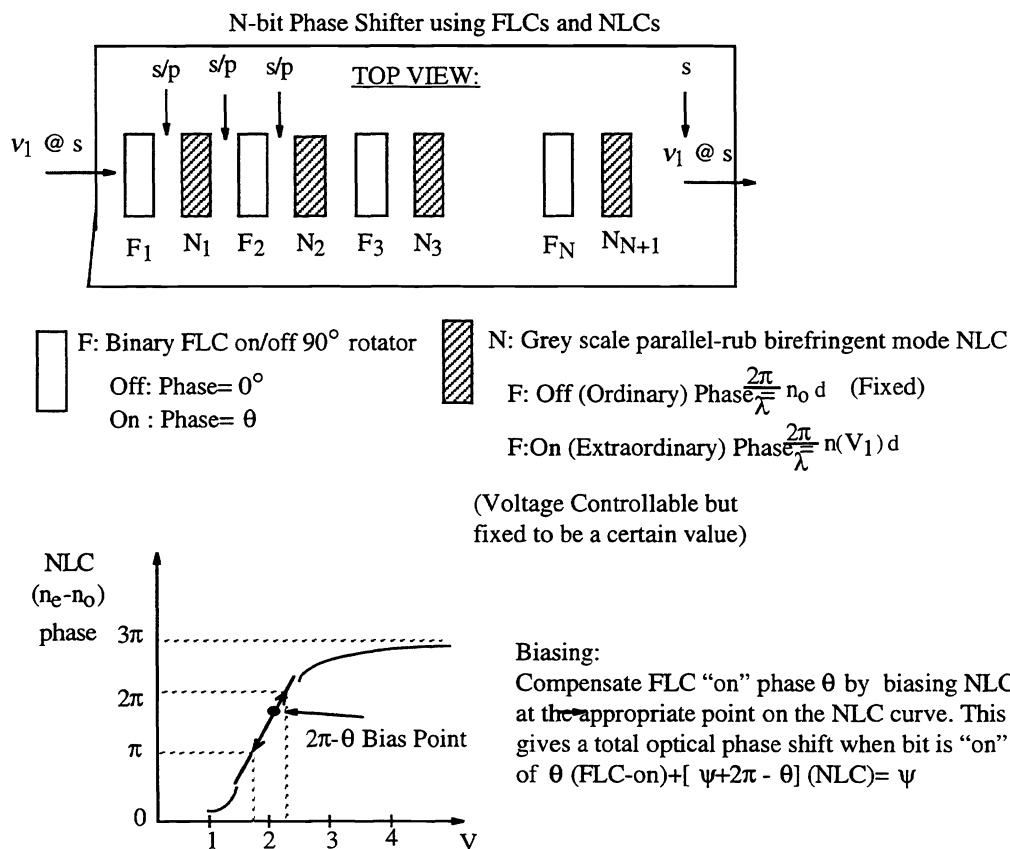 N-bit Phase Shifter using FLCs and NLCs
s/p s/p s/p TOP VIEW: s
ν1 @ s ν1 @ s
F1 N1 F2 N2 F3 N3 FN NN+1
F: Binary FLC on/off 90° rotator
Off: Phase= 0°
On : Phase= θ
N: Grey scale parallel-rub birefringent mode NLC
F: Off (Ordinary) Phase = 2π/λ no d (Fixed)
F:On (Extraordinary) Phase = 2π/λ n(V1) d
(Voltage Controllable but
fixed to be a certain value)
NLC
(ne-no)
phase
3π
2π
π
0
1 2 3 4 V
2π-θ Bias Point
Biasing:
Compensate FLC “on” phase θ by biasing NLC
at the appropriate point on the NLC curve. This
gives a total optical phase shift when bit is “on”
of θ (FLC-on)+[ ψ+2π - θ] (NLC)= ψ